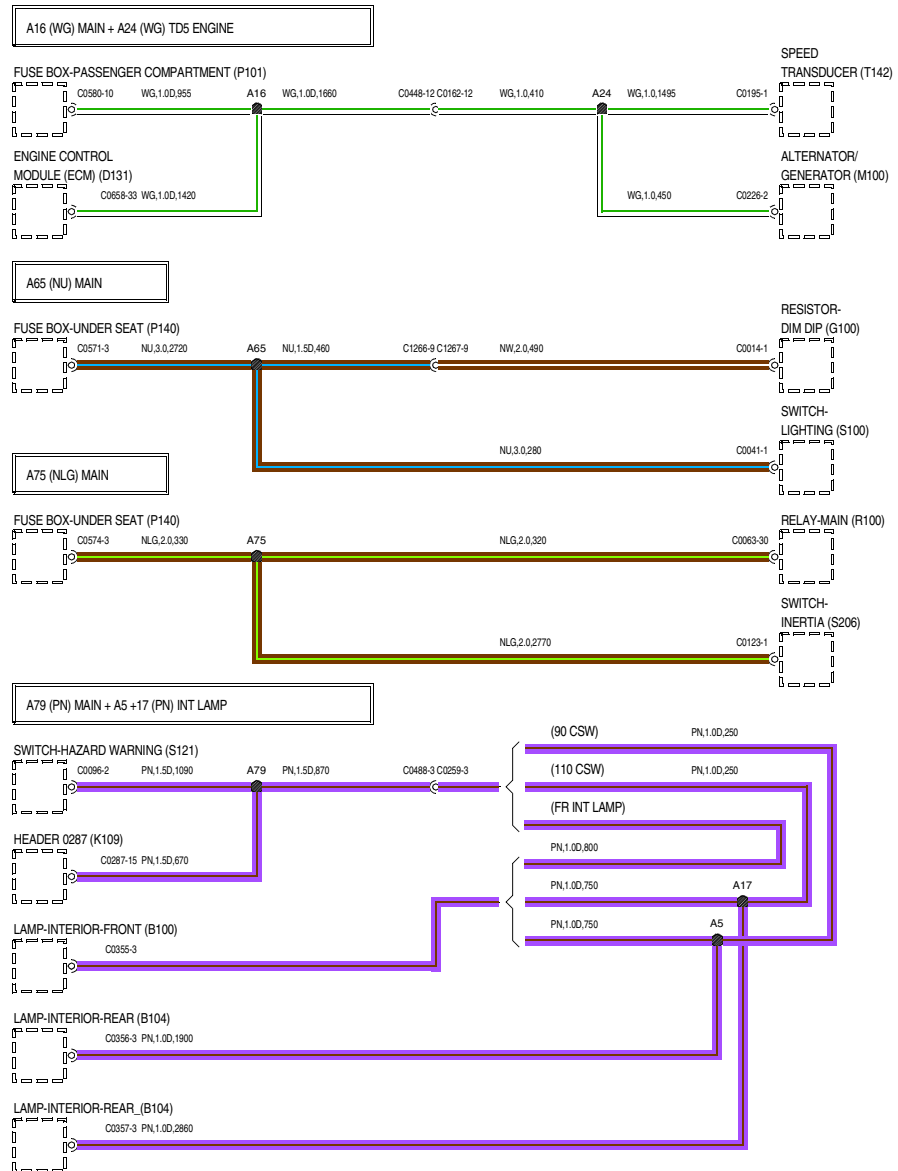 A16 (WG) MAIN + A24 (WG) TD5 ENGINE
SPEED
FUSE BOX-PASSENGER COMPARTMENT (P101)
TRANSDUCER (T142)
C0580-10 WG,1.0D,955 A16 WG,1.0D,1660 C0448-12 C0162-12 WG,1.0,410 A24 WG,1.0,1495 C0195-1
ENGINE CONTROL
MODULE (ECM) (D131)
ALTERNATOR/
GENERATOR (M100)
C0658-33 WG,1.0D,1420 WG,1.0,450 C0226-2
A65 (NU) MAIN
FUSE BOX-UNDER SEAT (P140)
RESISTOR-
DIM DIP (G100)
C0571-3 NU,3.0,2720 A65 NU,1.5D,460 C1266-9 C1267-9 NW,2.0,490 C0014-1
SWITCH-
LIGHTING (S100)
NU,3.0,280 C0041-1
A75 (NLG) MAIN
FUSE BOX-UNDER SEAT (P140)
RELAY-MAIN (R100)
C0574-3 NLG,2.0,330 A75 NLG,2.0,320 C0063-30
SWITCH-
INERTIA (S206)
NLG,2.0,2770 C0123-1
A79 (PN) MAIN + A5 +17 (PN) INT LAMP
SWITCH-HAZARD WARNING (S121)
C0096-2 PN,1.5D,1090 A79 PN,1.5D,870 C0488-3 C0259-3
(90 CSW) PN,1.0D,250
(110 CSW) PN,1.0D,250
(FR INT LAMP)
HEADER 0287 (K109)
C0287-15 PN,1.5D,670
PN,1.0D,800
PN,1.0D,750 A17
PN,1.0D,750 A5
LAMP-INTERIOR-FRONT (B100)
C0355-3
LAMP-INTERIOR-REAR (B104)
C0356-3 PN,1.0D,1900
LAMP-INTERIOR-REAR_(B104)
C0357-3 PN,1.0D,2860